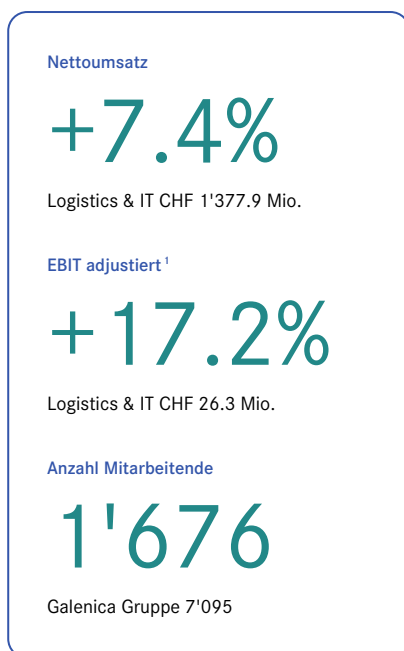 Nettoumsatz
+7.4%
Logistics & IT CHF 1'377.9 Mio.
EBIT adjustiert ¹
+17.2%
Logistics & IT CHF 26.3 Mio.
Anzahl Mitarbeitende
1'676
Galenica Gruppe 7'095